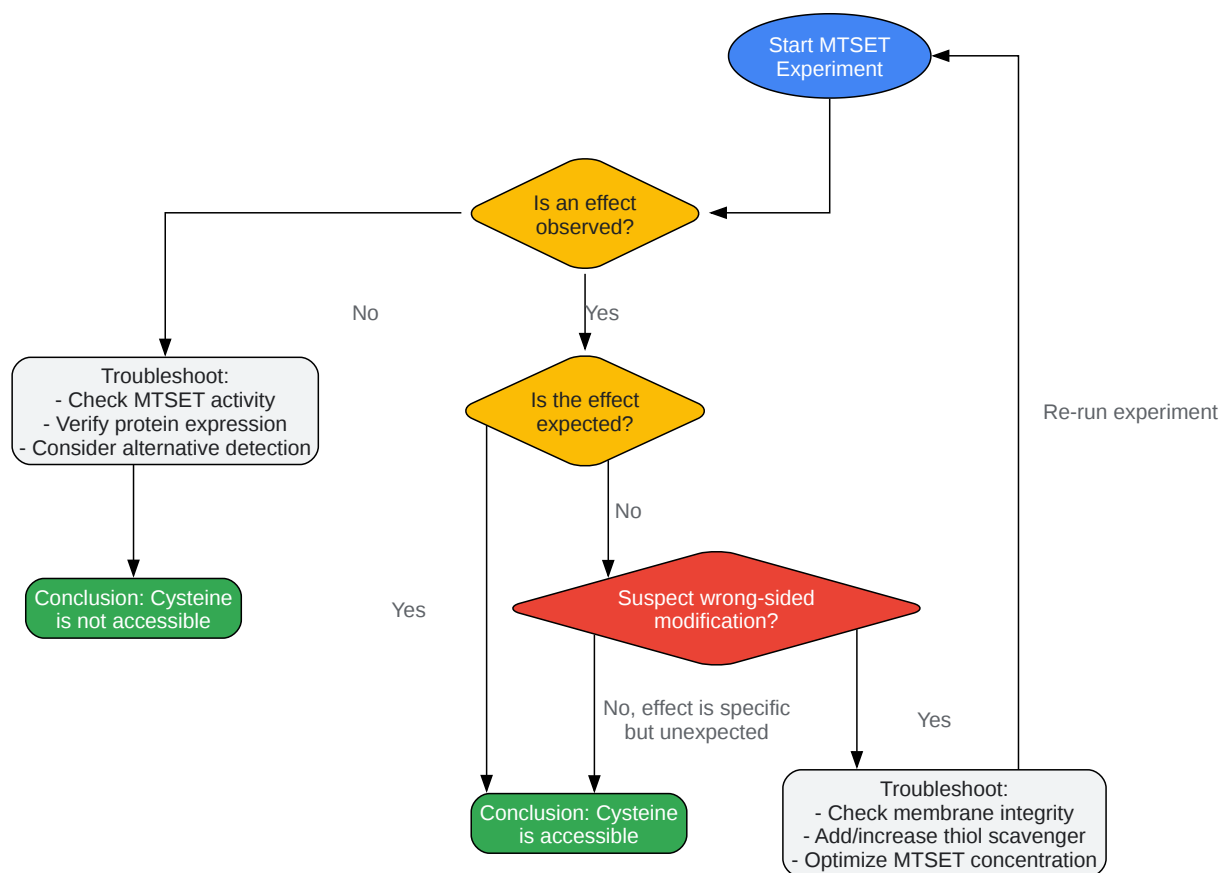 Start MTSET
Experiment
Is an effect
observed?
No
Yes
Troubleshoot:
- Check MTSET activity
- Verify protein expression
- Consider alternative detection
Is the effect
expected?
Re-run experiment
No
Conclusion: Cysteine
is not accessible
Yes
Suspect wrong-sided
modification?
No, effect is specific
but unexpected
Yes
Conclusion: Cysteine
is accessible
Troubleshoot:
- Check membrane integrity
- Add/increase thiol scavenger
- Optimize MTSET concentration